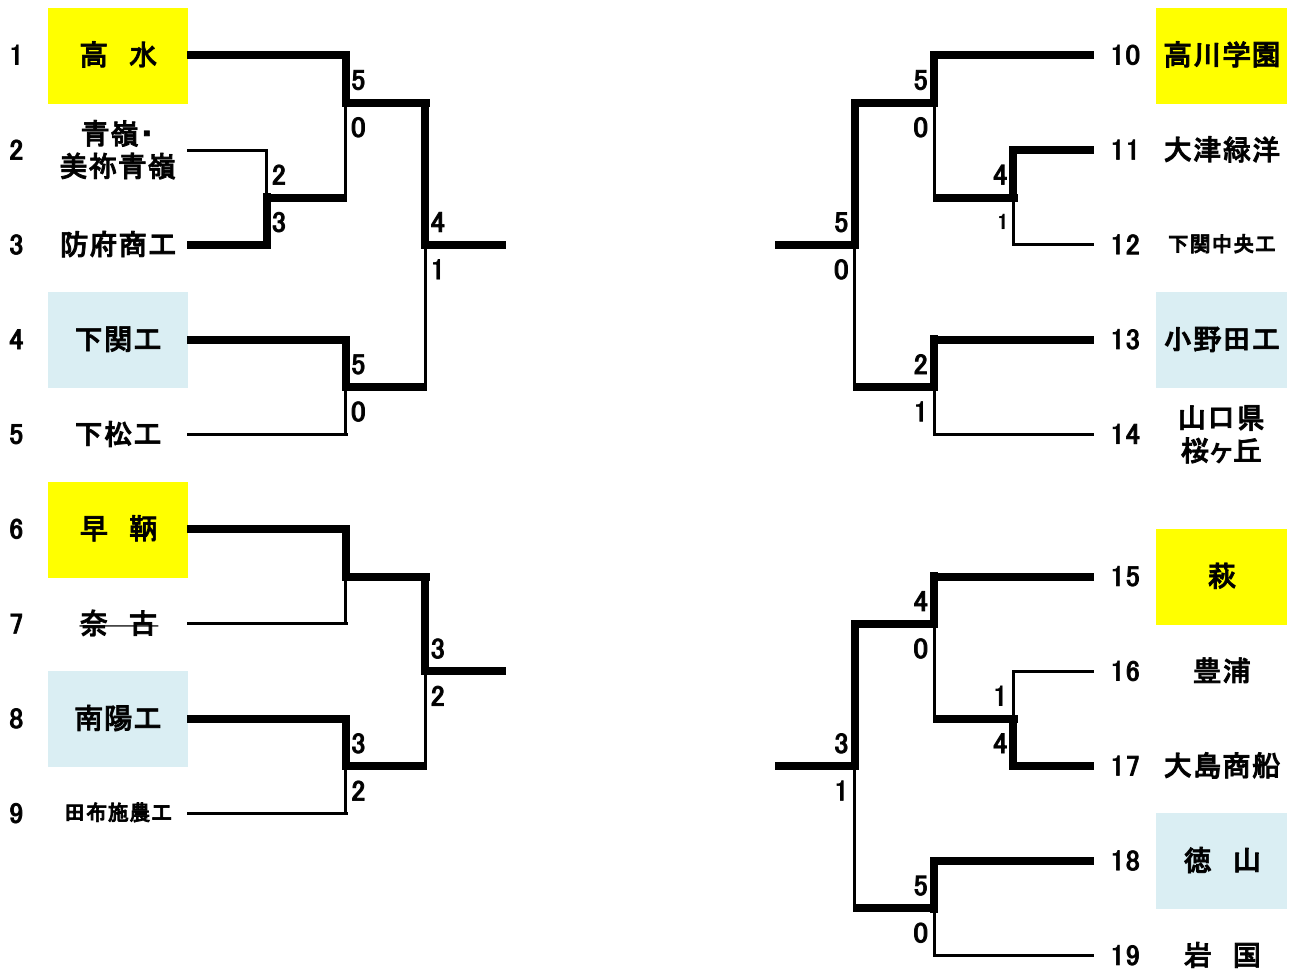 1 高 水
2 青嶺・
美祢青嶺
3 防府商工
4 下関工
5 下松工
6 早 鞆
7 奈 古
8 南陽工
9 田布施農工
5
0
2
3
4
1
5
0
3
2
3
2
10 高川学園
11 大津緑洋
12 下関中央工
13 小野田工
14 山口県
桜ヶ丘
15 萩
16 豊浦
17 大島商船
18 徳 山
19 岩 国
5
0
4
1
5
0
2
1
4
0
1
4
3
1
5
0